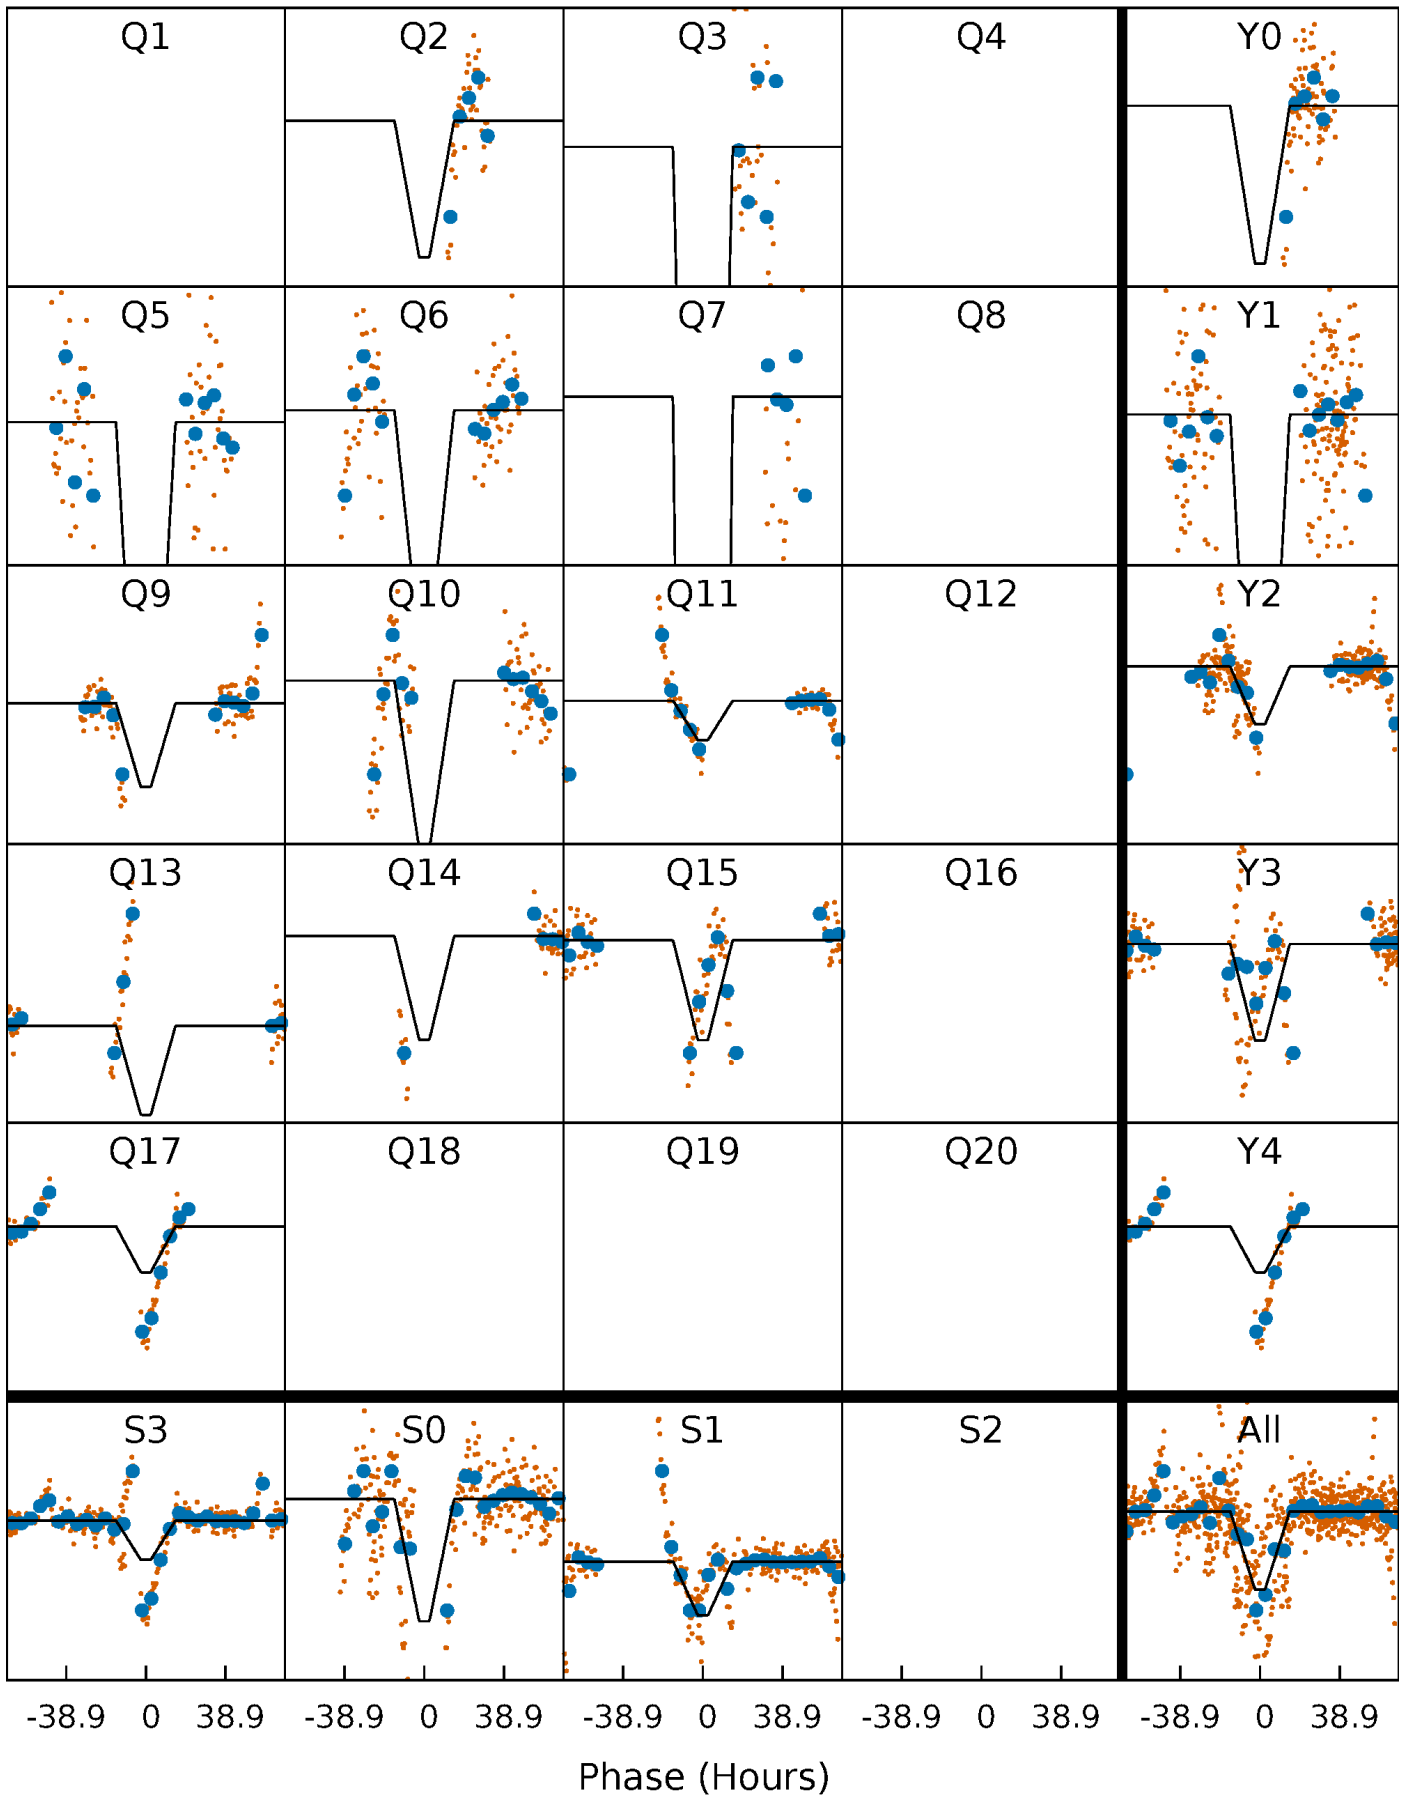 Q1 Q2 Q3 Q4 Y0
Q5 Q6 Q7 Q8 Y1
Q9 Q10 Q11 Q12 Y2
Q13 Q14 Q15 Q16 Y3
Q17 Q18 Q19 Q20 Y4
S3 S0 S1 S2 All
-38.9 0 38.9 -38.9 0 38.9 -38.9 0 38.9 -38.9 0 38.9 -38.9 0 38.9
Phase (Hours)